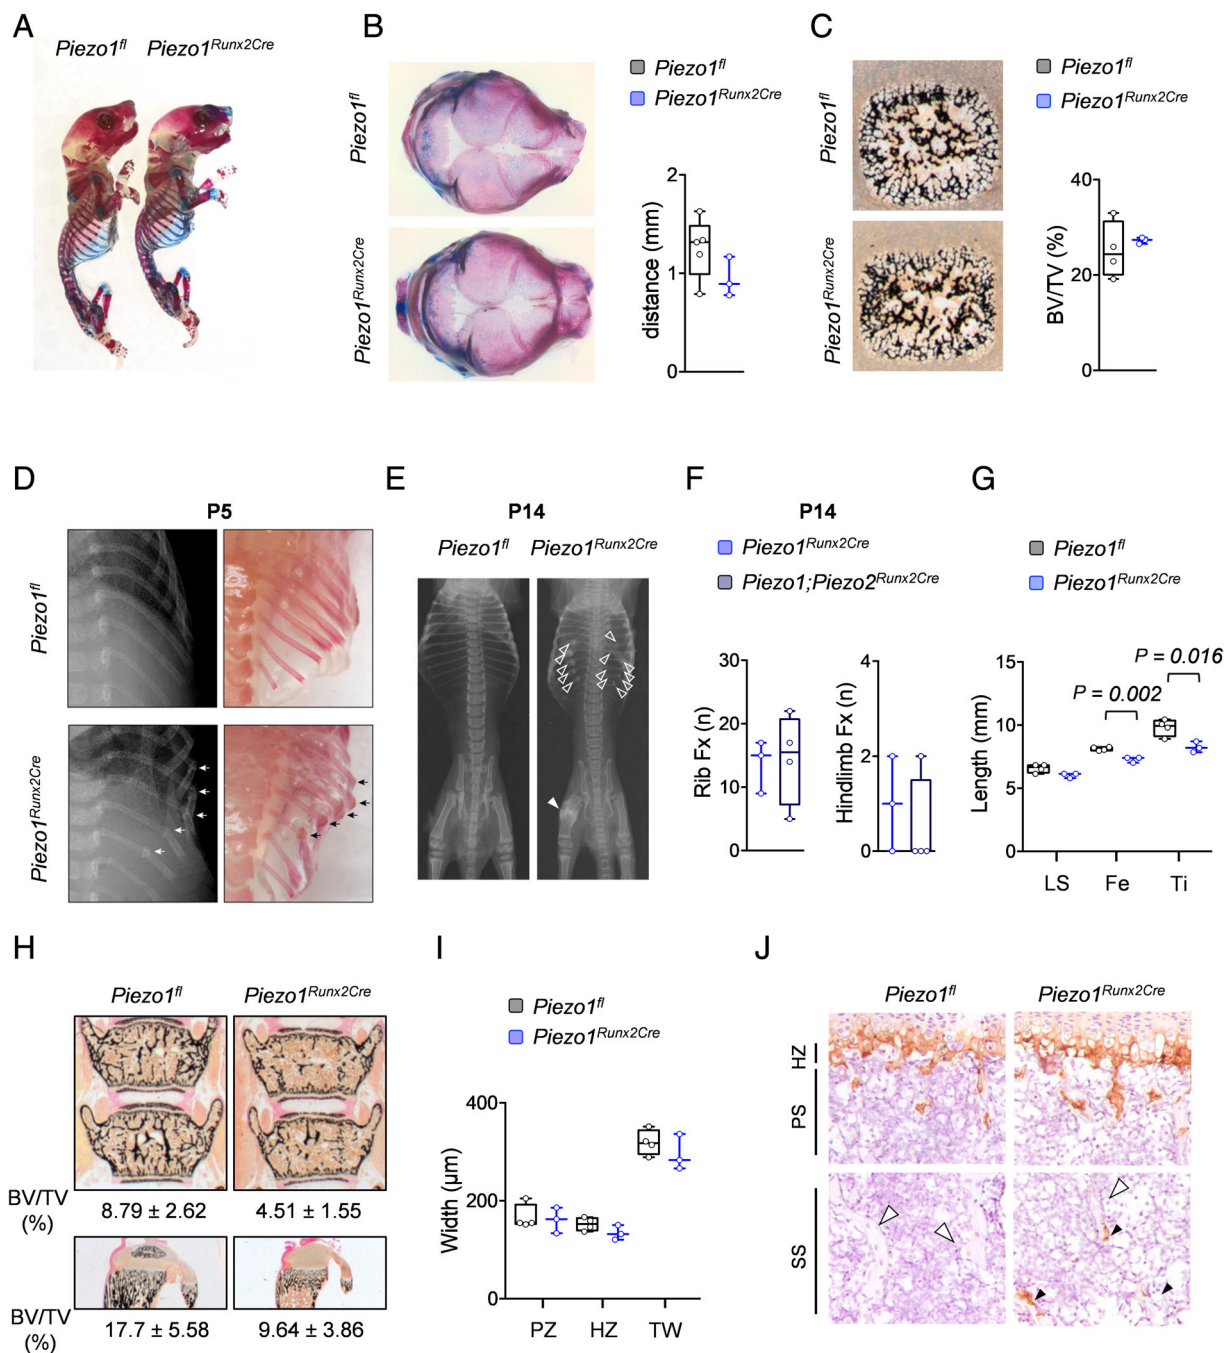 A
Piezo1fl Piezo1Runx2Cre
B
Piezo1fl
Piezo1Runx2Cre
Piezo1fl
Piezo1Runx2Cre
distance (mm)
2
1
0
C
Piezo1fl
Piezo1Runx2Cre
Piezo1fl
Piezo1Runx2Cre
BV/TV (%)
40
20
0
D
P5
Piezo1fl
Piezo1Runx2Cre
E
P14
Piezo1fl Piezo1Runx2Cre
F
P14
Piezo1Runx2Cre
Piezo1;Piezo2Runx2Cre
Rib Fx (n)
30
20
10
0
Hindlimb Fx (n)
4
2
0
G
Piezo1fl
Piezo1Runx2Cre
P = 0.016
P = 0.002
Length (mm)
15
10
5
0
LS Fe Ti
H
Piezo1fl Piezo1Runx2Cre
BV/TV
(%)
8.79 ± 2.62 4.51 ± 1.55
BV/TV
(%)
17.7 ± 5.58 9.64 ± 3.86
I
Piezo1fl
Piezo1Runx2Cre
Width (µm)
400
200
0
PZ HZ TW
J
Piezo1fl Piezo1Runx2Cre
HZ
PS
SS